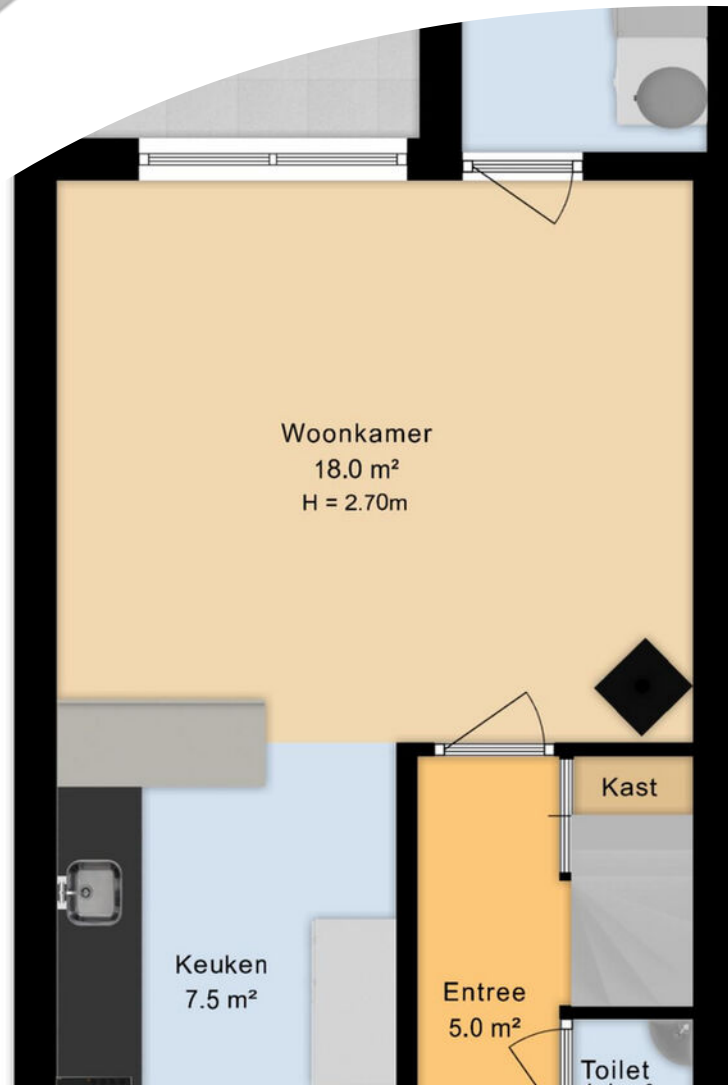 Woonkamer
18.0 m²
H = 2.70m
Kast
Keuken
7.5 m²
Entree
5.0 m²
Toilet